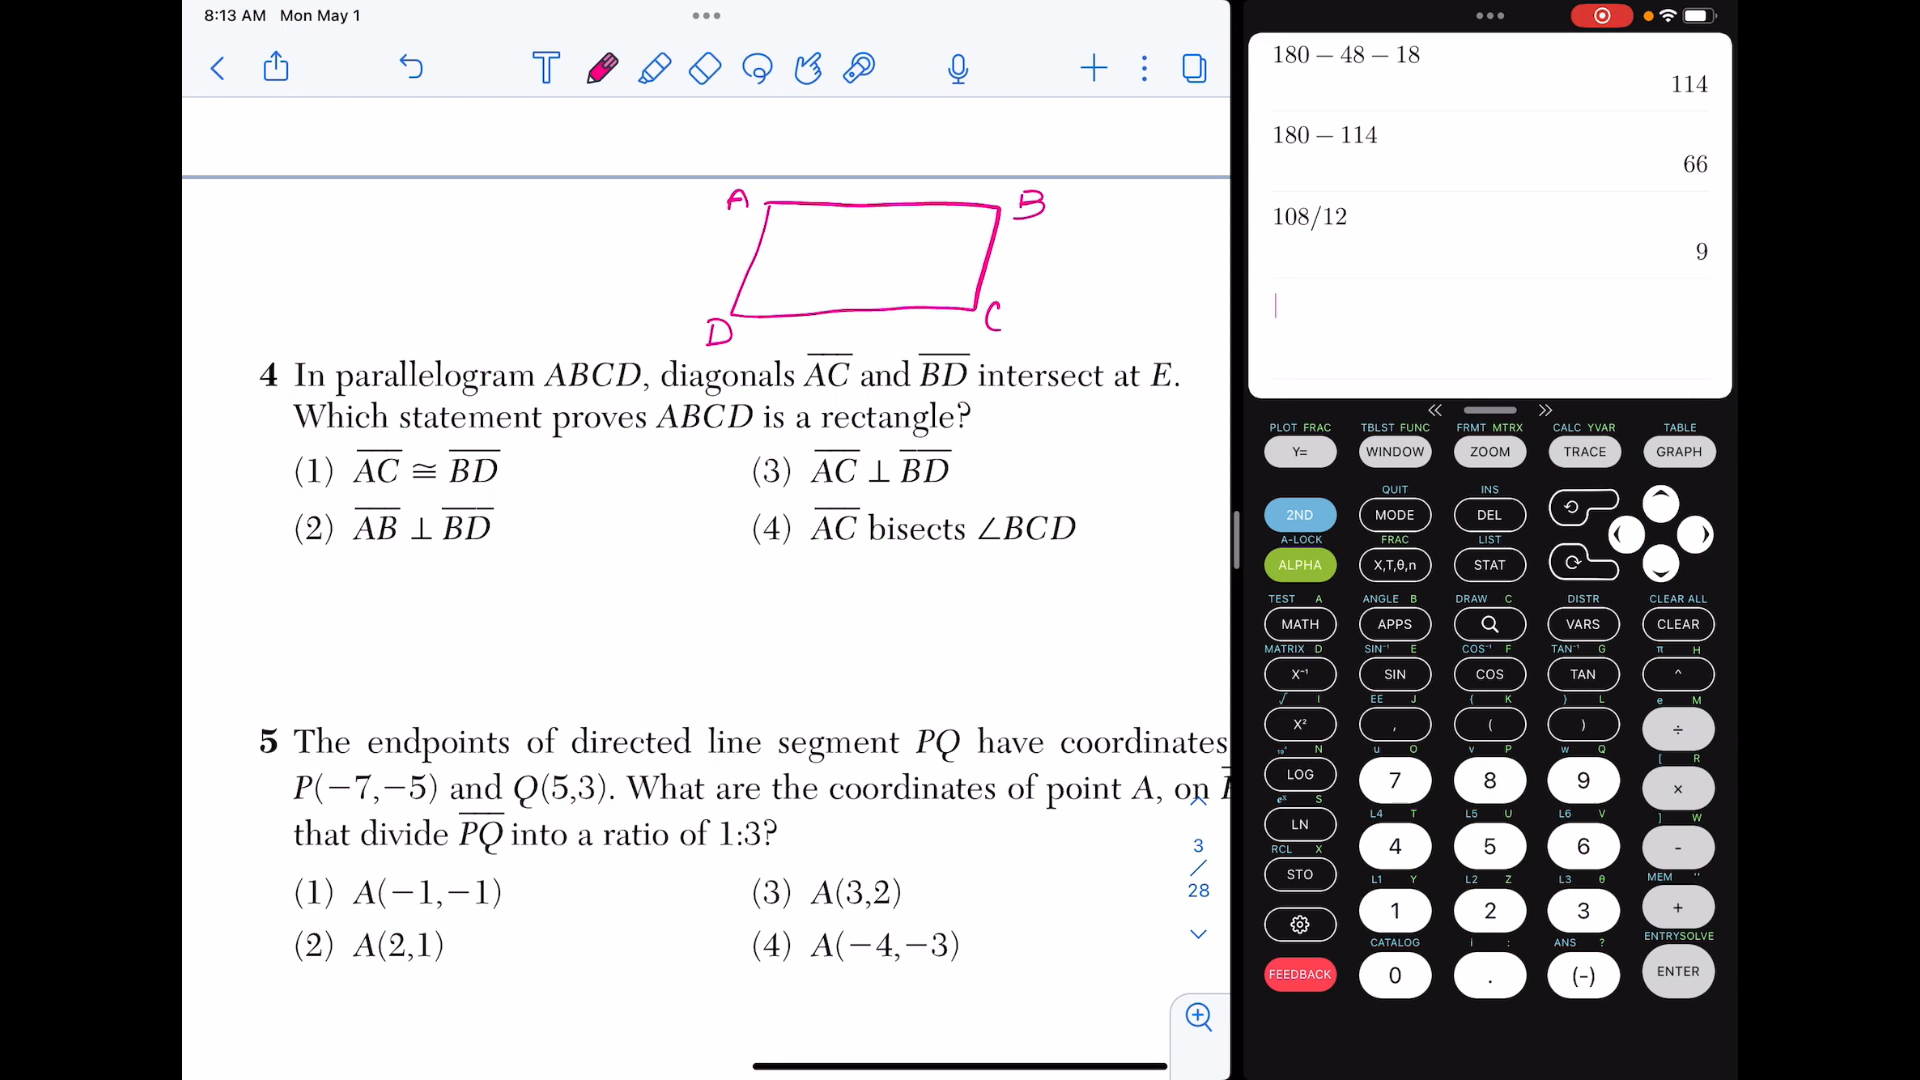 8:13 AM Mon May 1
A B
D C
4 In parallelogram ABCD, diagonals AC and BD intersect at E.
Which statement proves ABCD is a rectangle?
(1) AC ≅ BD (3) AC ⊥ BD
(2) AB ⊥ BD (4) AC bisects ∠BCD
5 The endpoints of directed line segment PQ have coordinates
P(−7,−5) and Q(5,3). What are the coordinates of point A, on
that divide PQ into a ratio of 1:3?
(1) A(−1,−1) (3) A(3,2)
(2) A(2,1) (4) A(−4,−3)
3
/
28
180 − 48 − 18
114
180 − 114
66
108/12
9
PLOT FRAC TBLST FUNC FRMT MTRX CALC YVAR TABLE
Y= WINDOW ZOOM TRACE GRAPH
QUIT INS
2ND MODE DEL
A-LOCK FRAC LIST
ALPHA X,T,θ,n STAT
TEST A ANGLE B DRAW C DISTR CLEAR ALL
MATH APPS VARS CLEAR
MATRIX D SIN⁻¹ E COS⁻¹ F TAN⁻¹ G π H
X⁻¹ SIN COS TAN ^
√ I EE J { K } L e M
X² , ( ) ÷
N u O v P w Q [ R
LOG 7 8 9 ×
eˣ S L4 T L5 U L6 V ] W
LN 4 5 6 -
RCL X L1 Y L2 Z L3 θ MEM "
STO 1 2 3 +
CATALOG i : ANS ? ENTRY SOLVE
FEEDBACK 0 . (-) ENTER